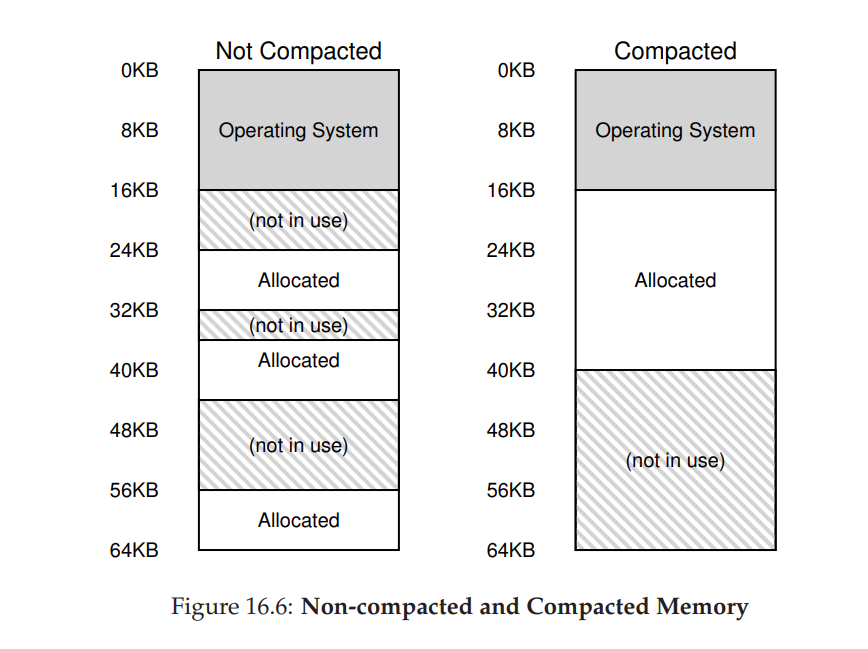 Not Compacted
0KB
Operating System
8KB
16KB
(not in use)
24KB
Allocated
32KB
(not in use)
Allocated
40KB
48KB
(not in use)
56KB
Allocated
64KB
Compacted
0KB
Operating System
8KB
16KB
24KB
Allocated
32KB
40KB
48KB
(not in use)
56KB
64KB
Figure 16.6: Non-compacted and Compacted Memory